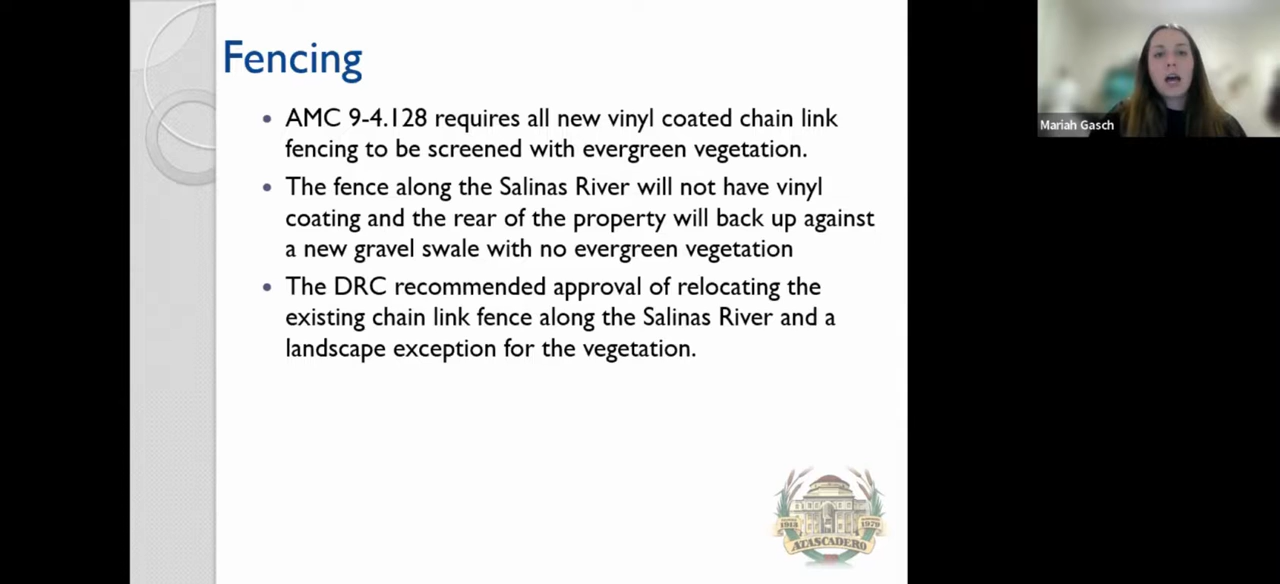 Fencing
AMC 9-4.128 requires all new vinyl coated chain link
fencing to be screened with evergreen vegetation.
The fence along the Salinas River will not have vinyl
coating and the rear of the property will back up against
a new gravel swale with no evergreen vegetation
The DRC recommended approval of relocating the
existing chain link fence along the Salinas River and a
landscape exception for the vegetation.
Mariah Gasch
1913
1979
ATASCADERO